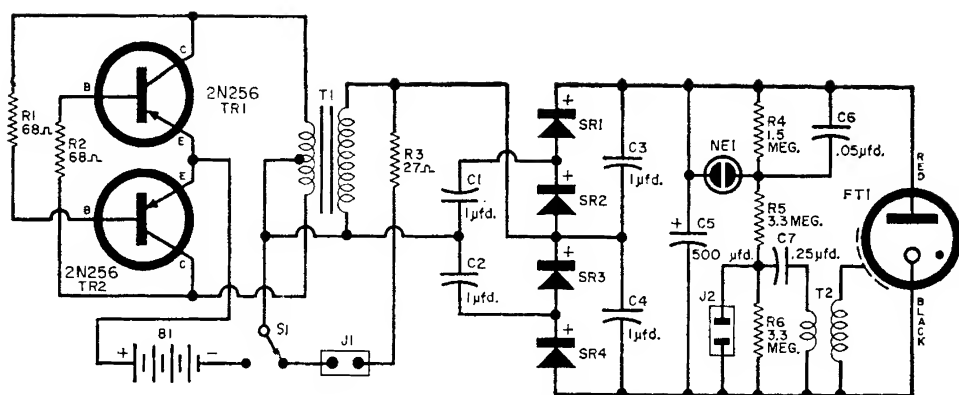 C
B
2N256
TR1
E
R1
68Ω
R2
68Ω
E
B
2N256
TR2
C
B1
+
−
S1
J1
T1
R3
27Ω
C1
1µfd.
C2
1µfd.
+
SR1
+
SR2
+
SR3
+
SR4
C3
1µfd.
C4
1µfd.
NE1
R4
1.5
MEG.
C6
.05µfd.
+
C5
500 µfd.
R5
3.3 MEG.
C7
.25µfd.
J2
R6
3.3
MEG.
T2
RED
FT1
BLACK